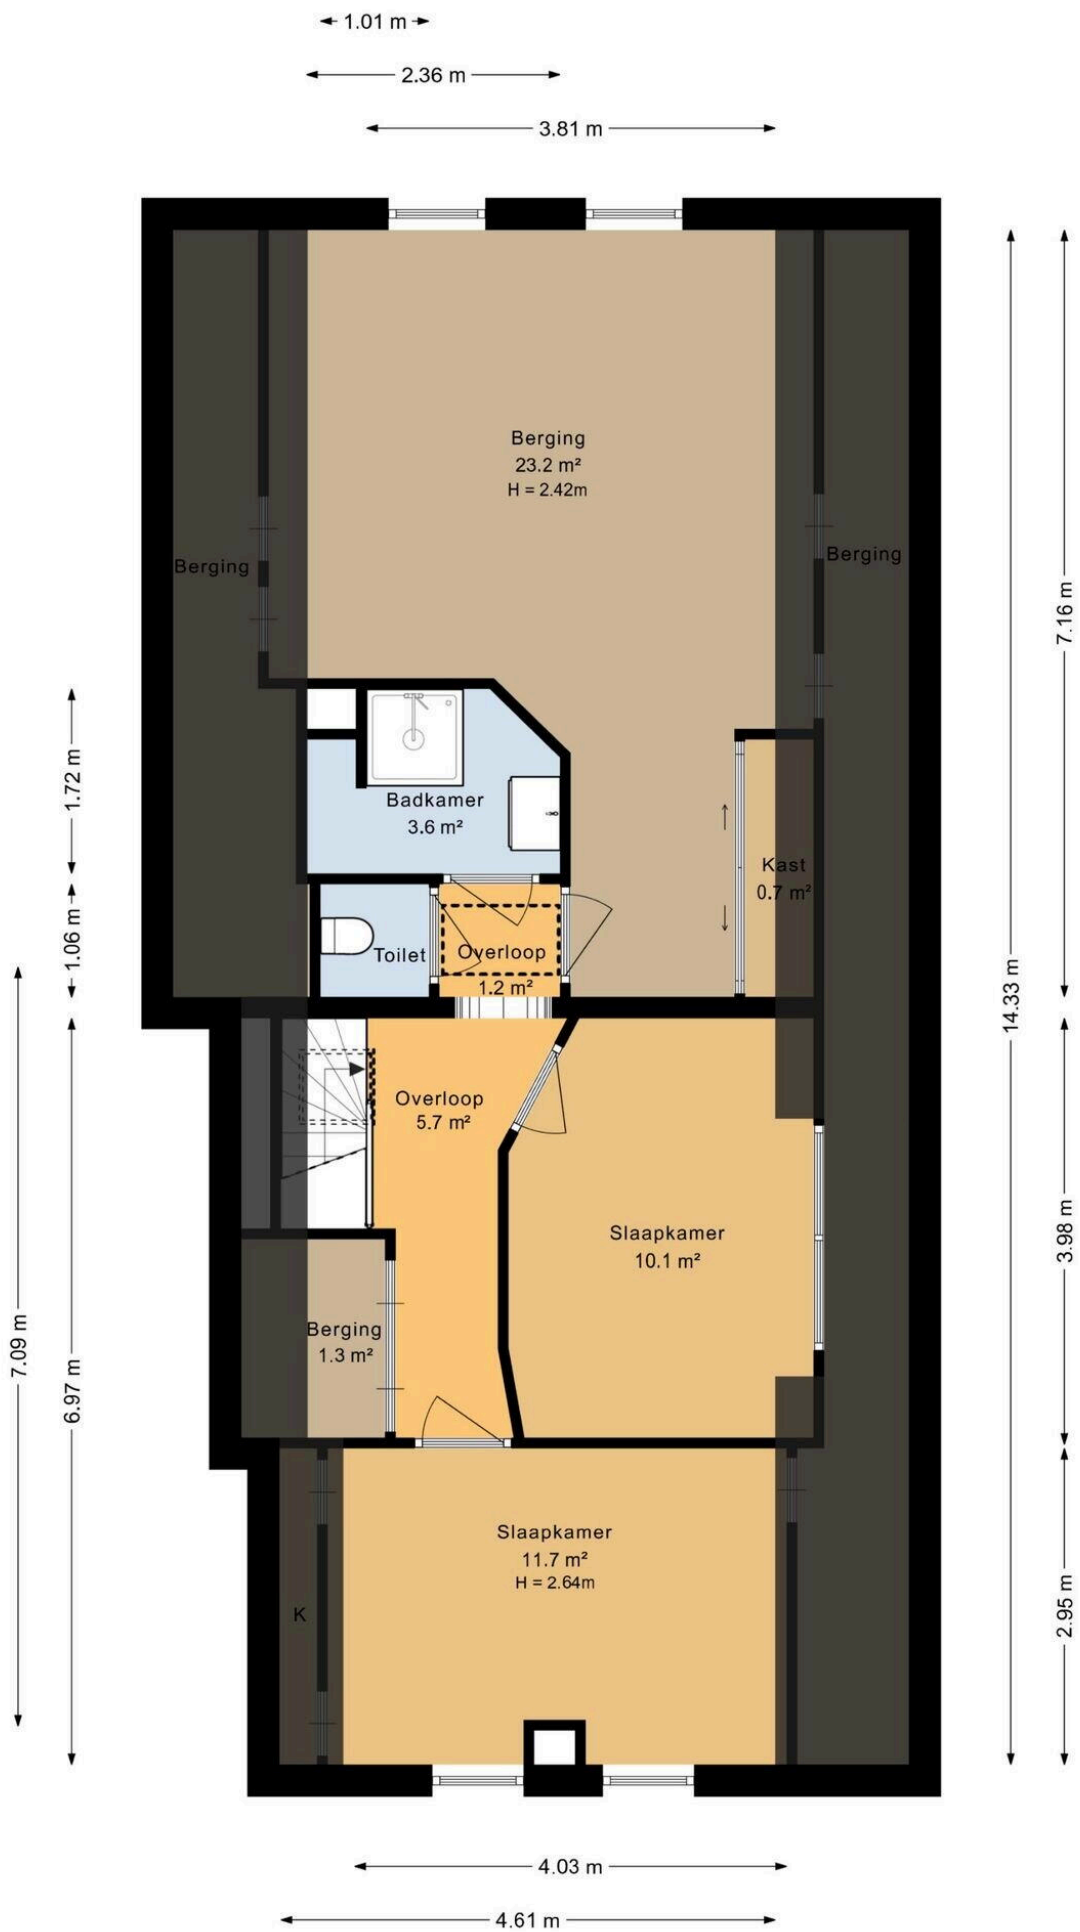 1.01 m
2.36 m
3.81 m
Berging
23.2 m²
H = 2.42m
Berging
Berging
7.16 m
1.72 m
Badkamer
3.6 m²
Kast
0.7 m²
1.06 m
Toilet
Overloop
1.2 m²
14.33 m
Overloop
5.7 m²
Slaapkamer
10.1 m²
3.98 m
Berging
1.3 m²
7.09 m
6.97 m
Slaapkamer
11.7 m²
H = 2.64m
K
2.95 m
4.03 m
4.61 m